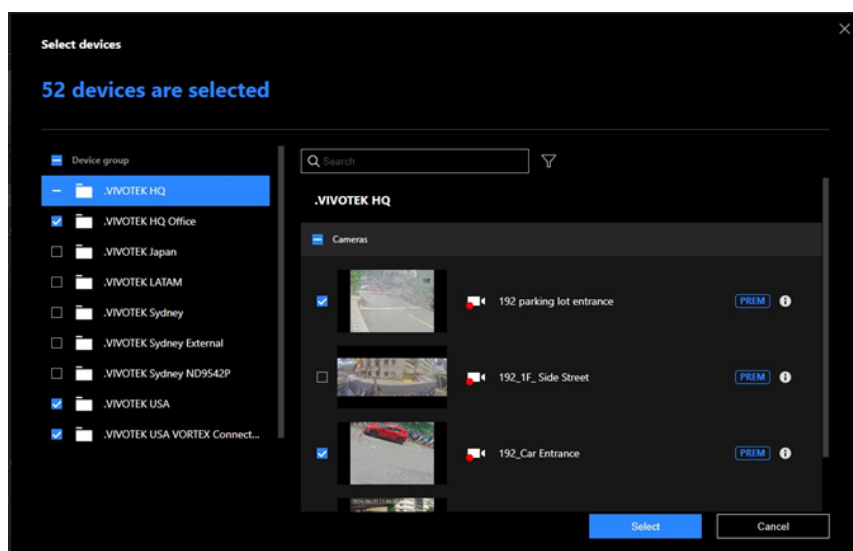 Select devices
52 devices are selected
Device group
.VIVOTEK HQ
.VIVOTEK HQ Office
.VIVOTEK Japan
.VIVOTEK LATAM
.VIVOTEK Sydney
.VIVOTEK Sydney External
.VIVOTEK Sydney ND9542P
.VIVOTEK USA
.VIVOTEK USA VORTEX Connect...
Search
.VIVOTEK HQ
Cameras
192 parking lot entrance PREM
192_1F_ Side Street PREM
192_Car Entrance PREM
Select Cancel